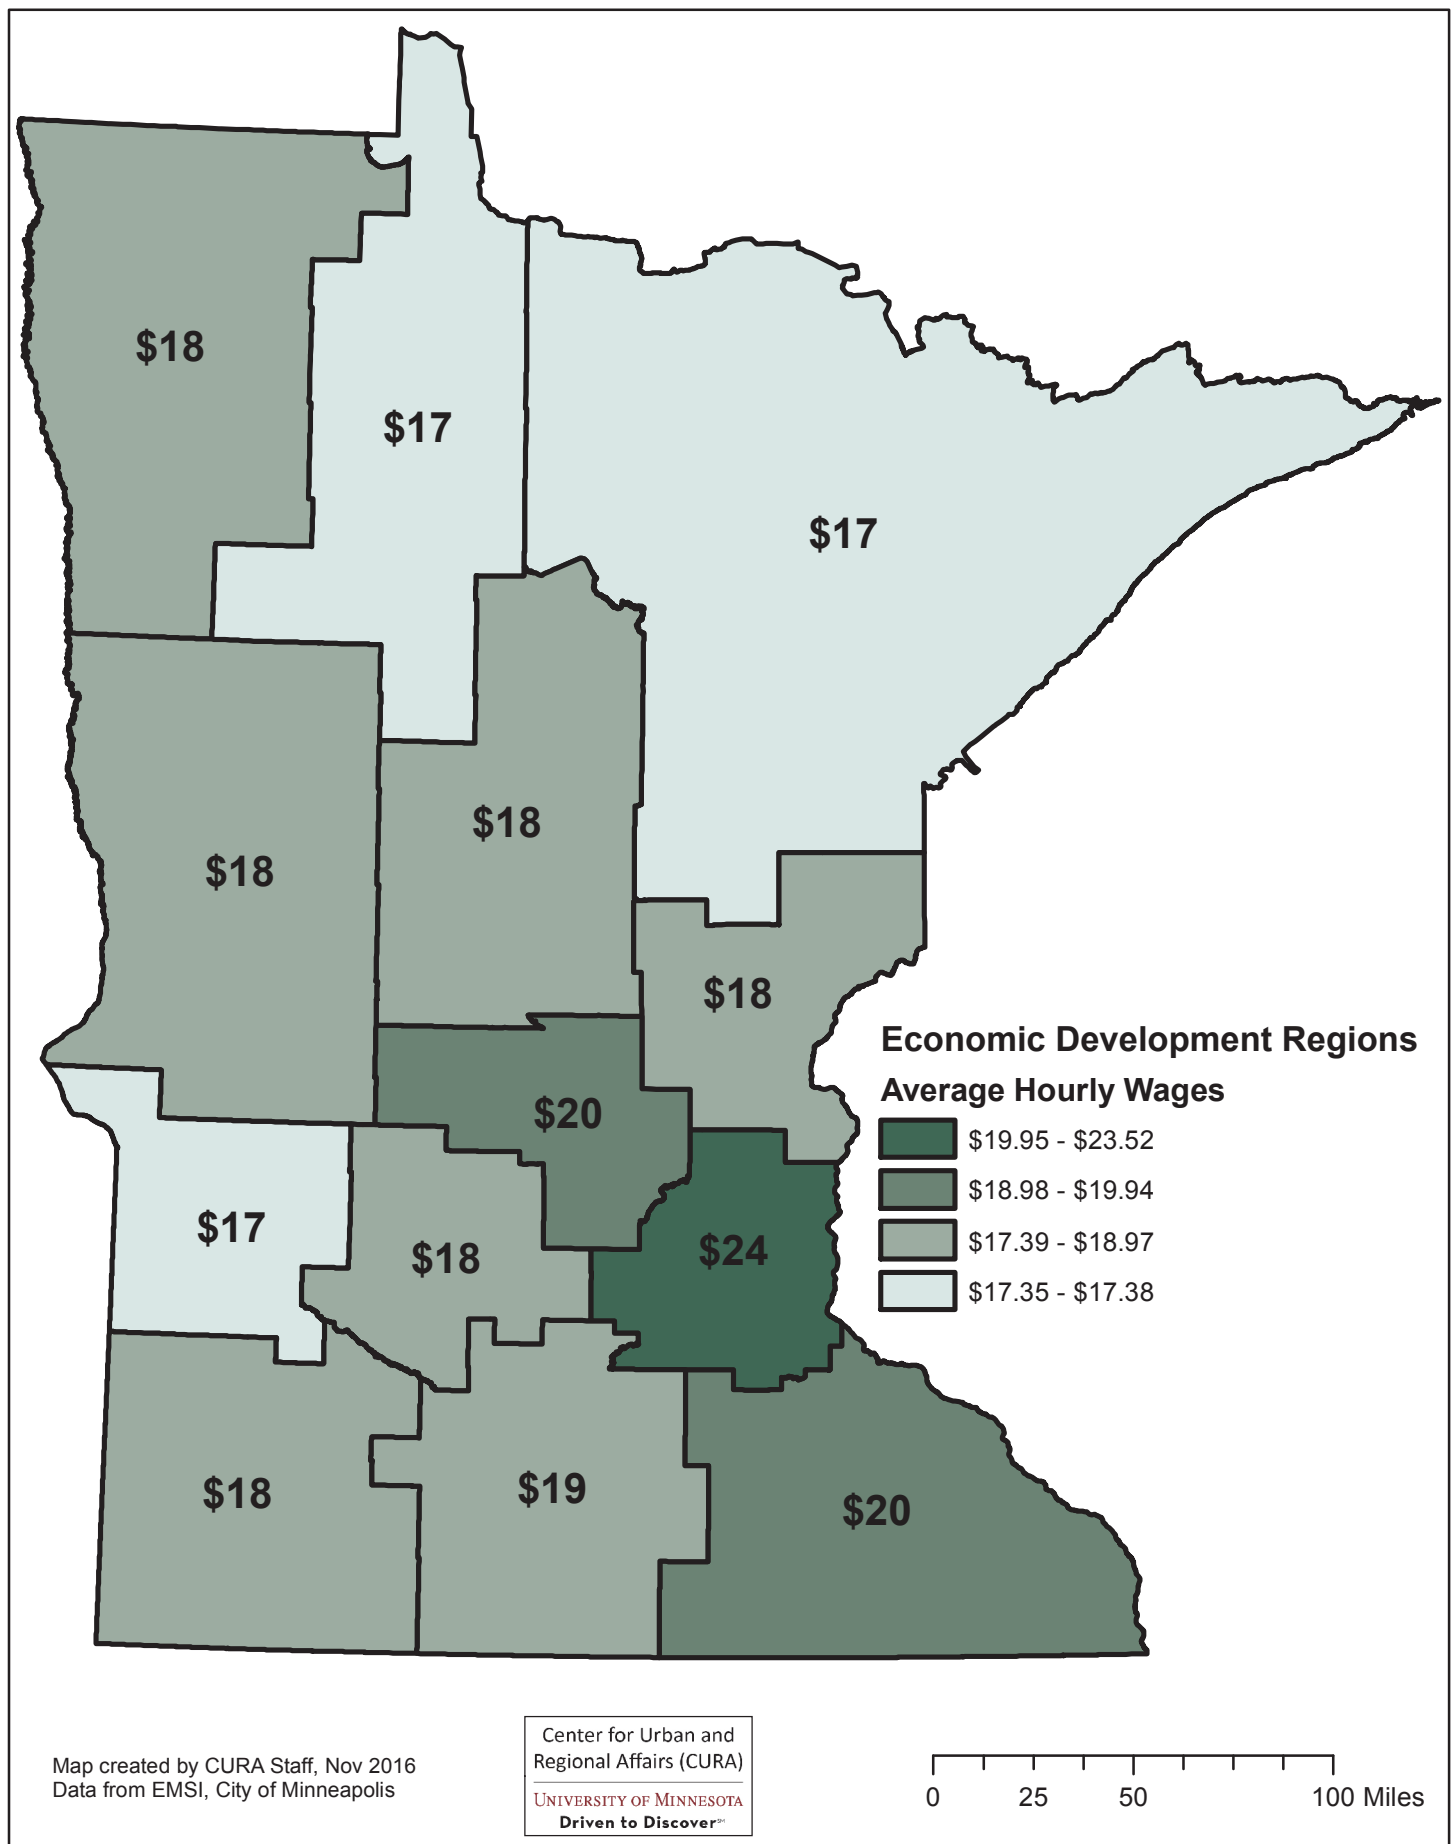 $18
$17
$17
$18
$18
$18
$20
$17
$18
$24
$18
$19
$20
Economic Development Regions
Average Hourly Wages
$19.95 - $23.52
$18.98 - $19.94
$17.39 - $18.97
$17.35 - $17.38
Map created by CURA Staff, Nov 2016
Data from EMSI, City of Minneapolis
Center for Urban and
Regional Affairs (CURA)
UNIVERSITY OF MINNESOTA
Driven to Discover℠
0 25 50 100 Miles